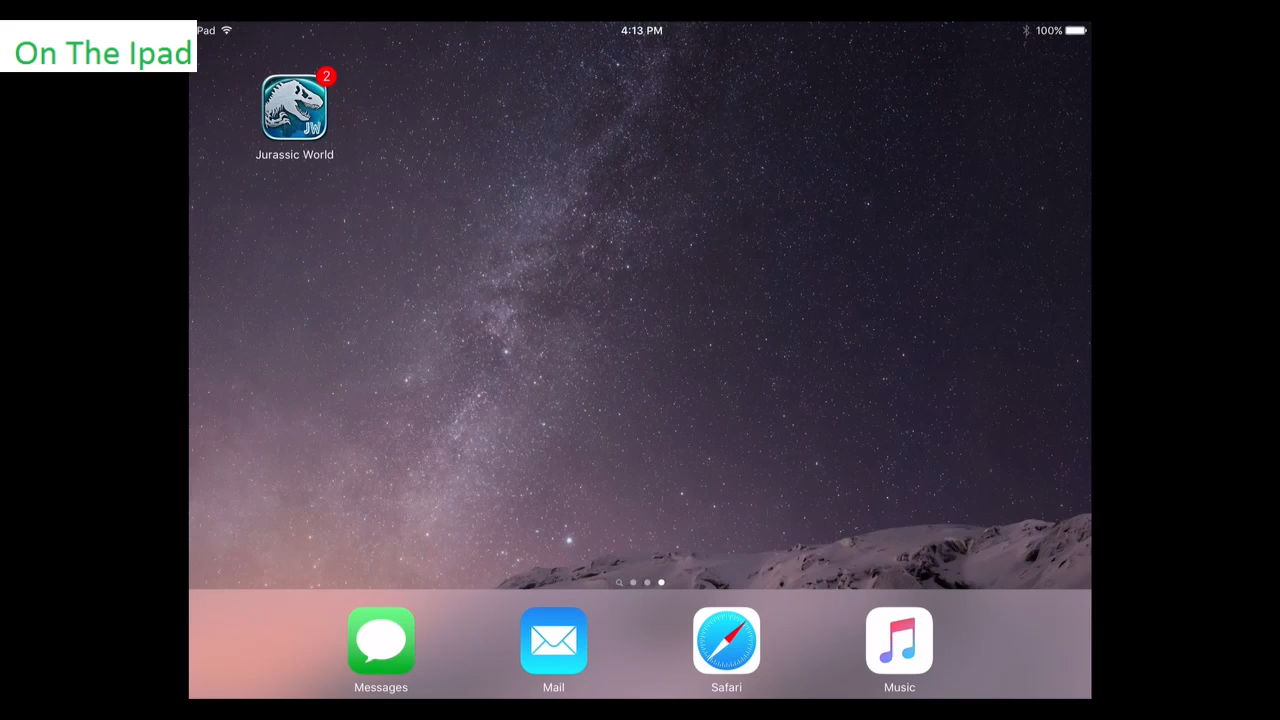 Pad 4:13 PM 100%
On The Ipad
2
JW
Jurassic World
Messages Mail Safari Music